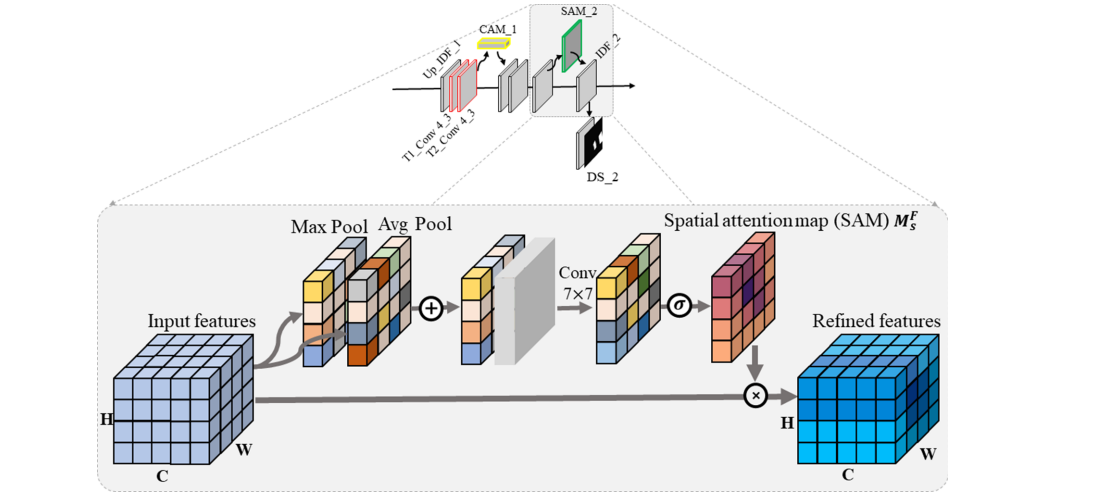 SAM_2
CAM_1
Up_IDF_1
IDF_2
T1_Conv 4_3
T2_Conv 4_3
DS_2
Max Pool
Avg Pool
Spatial attention map (SAM) M_s^F
Conv
7×7
+
σ
Input features
Refined features
×
H
W
C
H
W
C